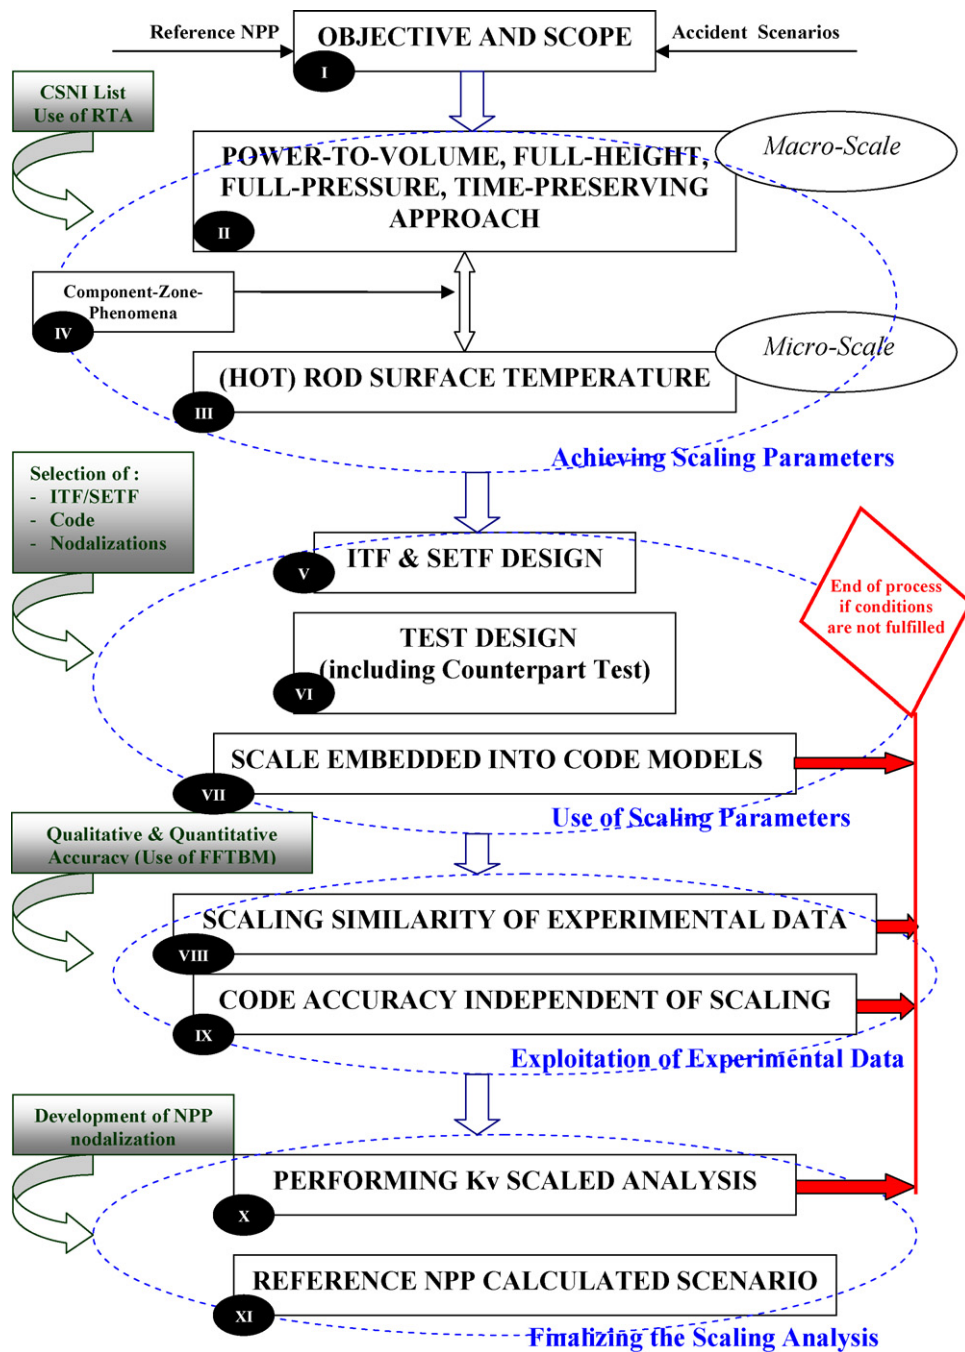 Reference NPP
OBJECTIVE AND SCOPE
Accident Scenarios
I
CSNI List
Use of RTA
POWER-TO-VOLUME, FULL-HEIGHT,
FULL-PRESSURE, TIME-PRESERVING
APPROACH
Macro-Scale
II
Component-Zone-
Phenomena
IV
Micro-Scale
(HOT) ROD SURFACE TEMPERATURE
III
Achieving Scaling Parameters
Selection of :
- ITF/SETF
- Code
- Nodalizations
ITF & SETF DESIGN
V
End of process
if conditions
are not fulfilled
TEST DESIGN
(including Counterpart Test)
VI
SCALE EMBEDDED INTO CODE MODELS
VII
Use of Scaling Parameters
Qualitative & Quantitative
Accuracy (Use of FFTBM)
SCALING SIMILARITY OF EXPERIMENTAL DATA
VIII
CODE ACCURACY INDEPENDENT OF SCALING
IX
Exploitation of Experimental Data
Development of NPP
nodalization
PERFORMING Kv SCALED ANALYSIS
X
REFERENCE NPP CALCULATED SCENARIO
XI
Finalizing the Scaling Analysis